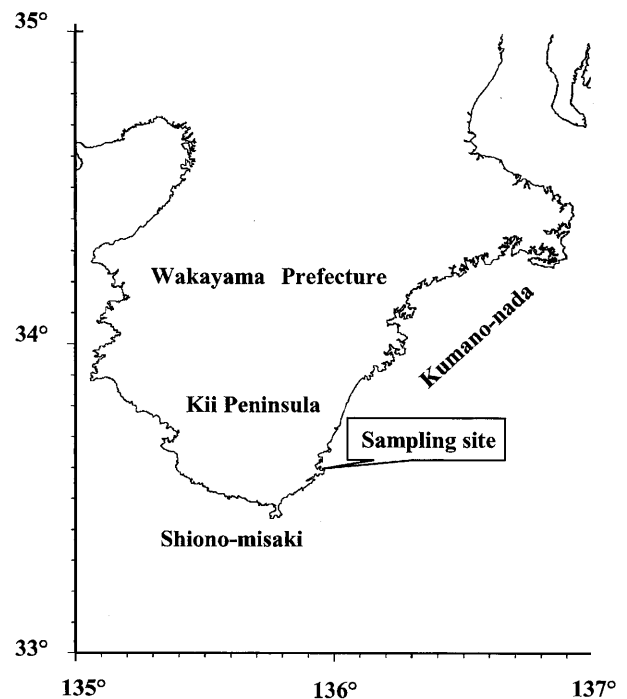 35°
Wakayama Prefecture
34°
Kumano-nada
Kii Peninsula
Sampling site
Shiono-misaki
33°
135°
136°
137°